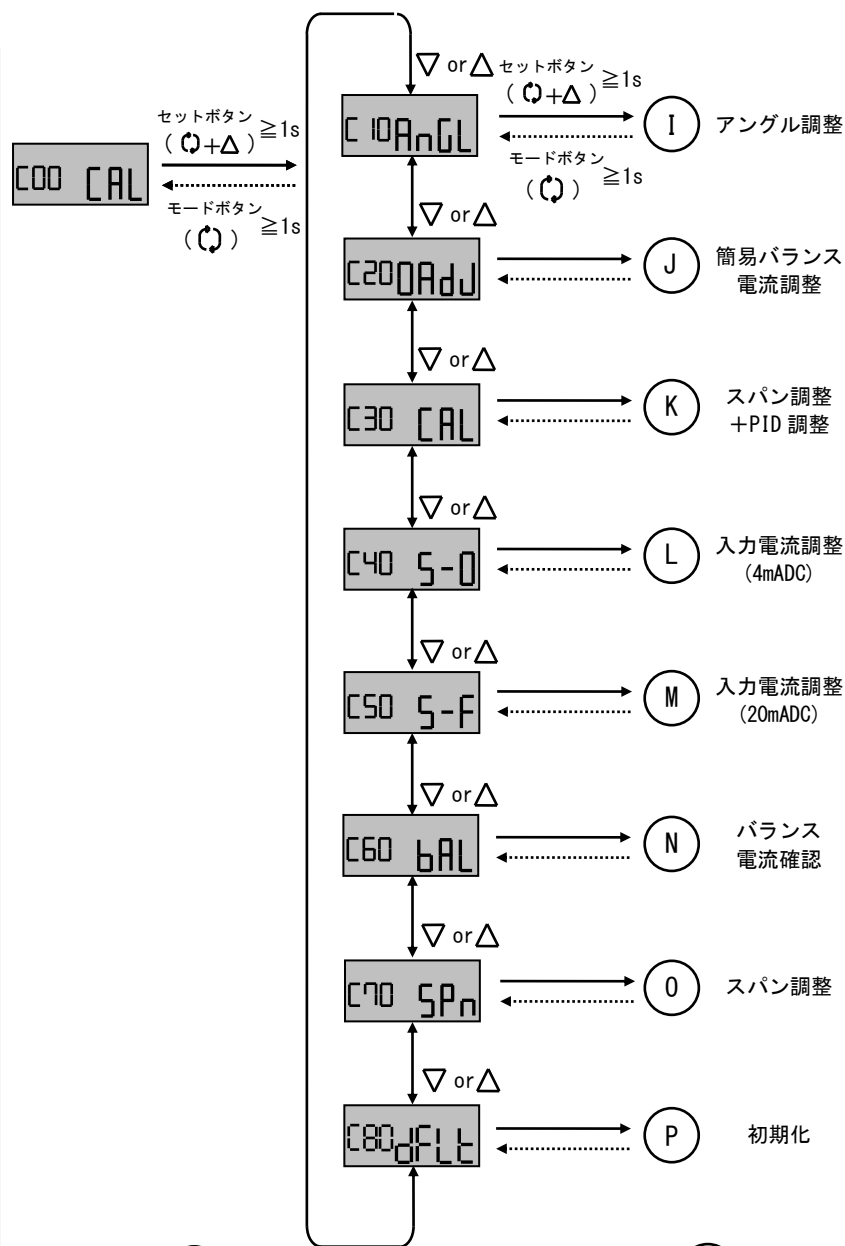 C00 CAL
セットボタン
(+△) ≧1s
モードボタン
( ) ≧1s
▽ or△
C10AnGL
セットボタン
(+△) ≧1s
モードボタン
( ) ≧1s
I
アングル調整
▽ or△
C200AdJ
J
簡易バランス
電流調整
▽ or△
C30 CAL
K
スパン調整
+PID 調整
▽ or△
C40 S-0
L
入力電流調整
(4mADC)
▽ or△
C50 S-F
M
入力電流調整
(20mADC)
▽ or△
C60 bAL
N
バランス
電流確認
▽ or△
C70 SPn
O
スパン調整
▽ or△
C80dFLt
P
初期化